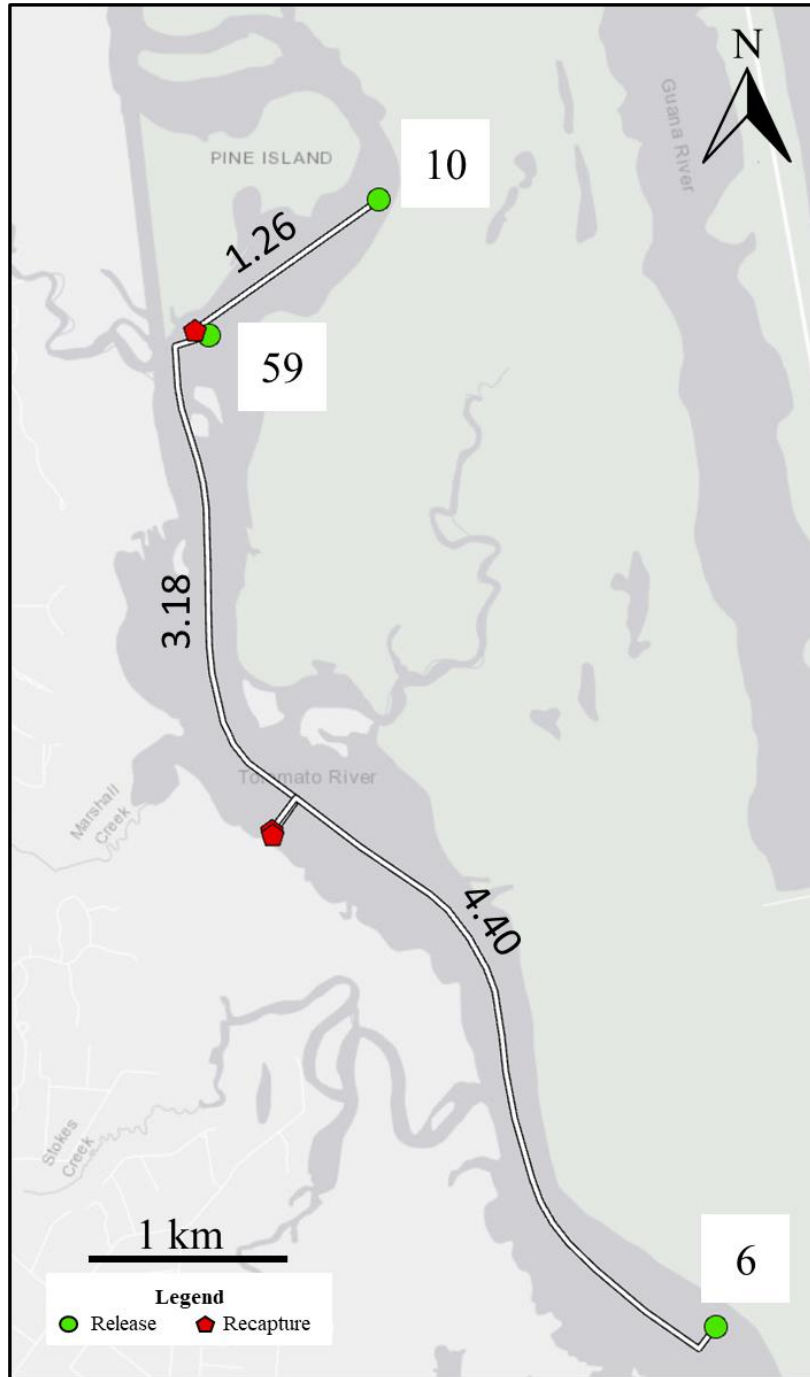 N
Guana River
PINE ISLAND
10
1.26
59
3.18
Tolomato River
Marshall
Creek
4.40
Stokes
Creek
1 km
6
Legend
Release
Recapture